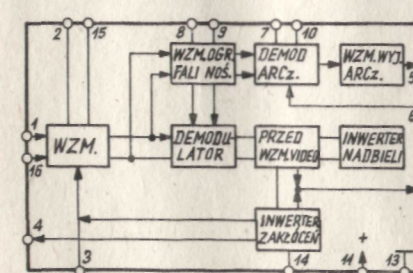 2 15 8 9 7 10
WZM.OGR.
FALI NOŚ.
DEMOD
ARCz.
WZM.WYJ.
ARCz.
5
6
1
16
WZM.
DEMODU-
LATOR
PRZED
WZM.VIDEO
INWERTER
NADBIELI
4
INWERTER
ZAKŁÓCEŃ
3 14 11 + 13